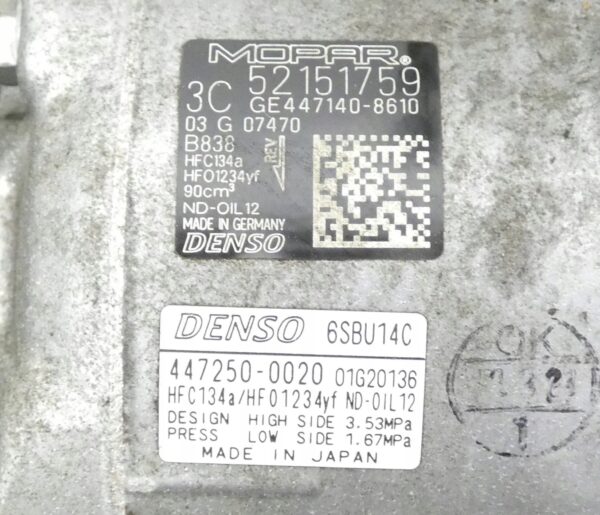 MOPAR®
3C 52151759
GE447140-8610
03 G 07470
B838
HFC134a
HFO1234yf
90cm³
ND-OIL12
REV
MADE IN GERMANY
DENSO
DENSO 6SBU14C
447250-0020 01G20136
HFC134a/HFO1234yf ND-OIL12
DESIGN HIGH SIDE 3.53MPa
PRESS LOW SIDE 1.67MPa
MADE IN JAPAN
OK
1